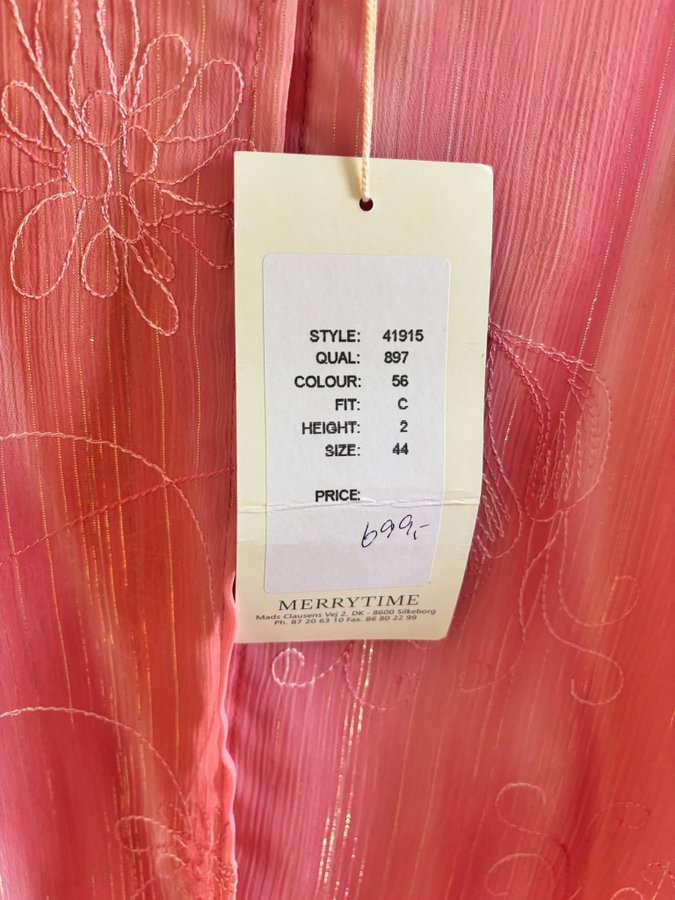 STYLE: 41915
QUAL: 897
COLOUR: 56
FIT: C
HEIGHT: 2
SIZE: 44
PRICE:
699,-
MERRYTIME
Mads Clausens Vej 2, DK - 8600 Silkeborg
Ph. 87 20 63 10 Fax. 86 80 22 99